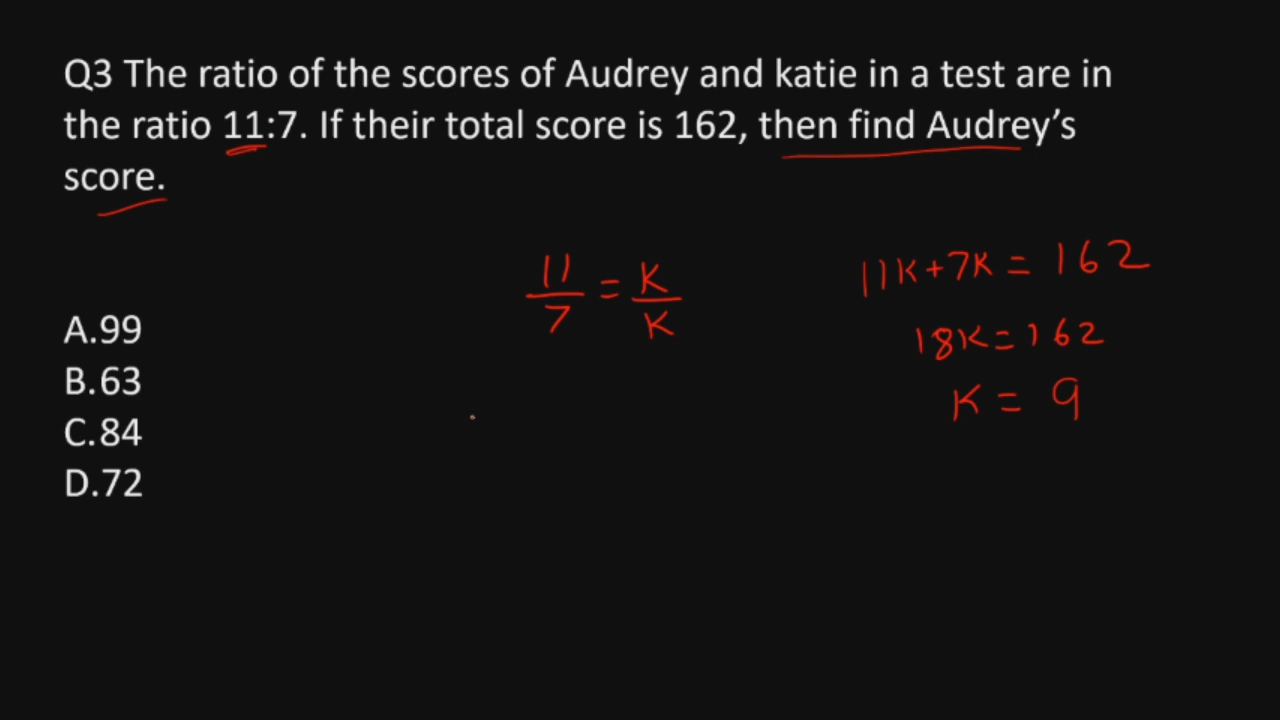 Q3 The ratio of the scores of Audrey and katie in a test are in
the ratio 11:7. If their total score is 162, then find Audrey's
score.
11/7 = K/K
11K+7K = 162
18K = 162
K = 9
A.99
B.63
C.84
D.72